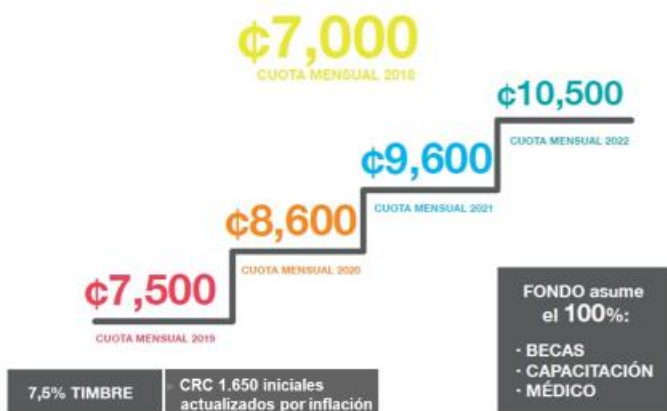 ₡7,000
CUOTA MENSUAL 2018
₡10,500
CUOTA MENSUAL 2022
₡9,600
CUOTA MENSUAL 2021
₡8,600
CUOTA MENSUAL 2020
₡7,500
CUOTA MENSUAL 2019
FONDO asume
el 100%:
- BECAS
- CAPACITACIÓN
- MÉDICO
7,5% TIMBRE
CRC 1.650 iniciales
actualizados por inflación